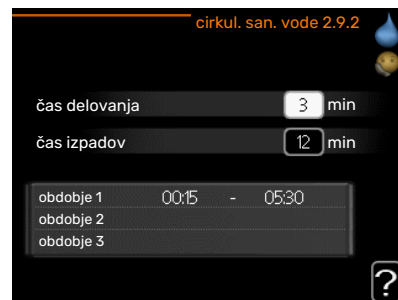 cirkul. san. vode 2.9.2
čas delovanja 3 min
čas izpadov 12 min
obdobje 1 00:15 - 05:30
obdobje 2
obdobje 3
?